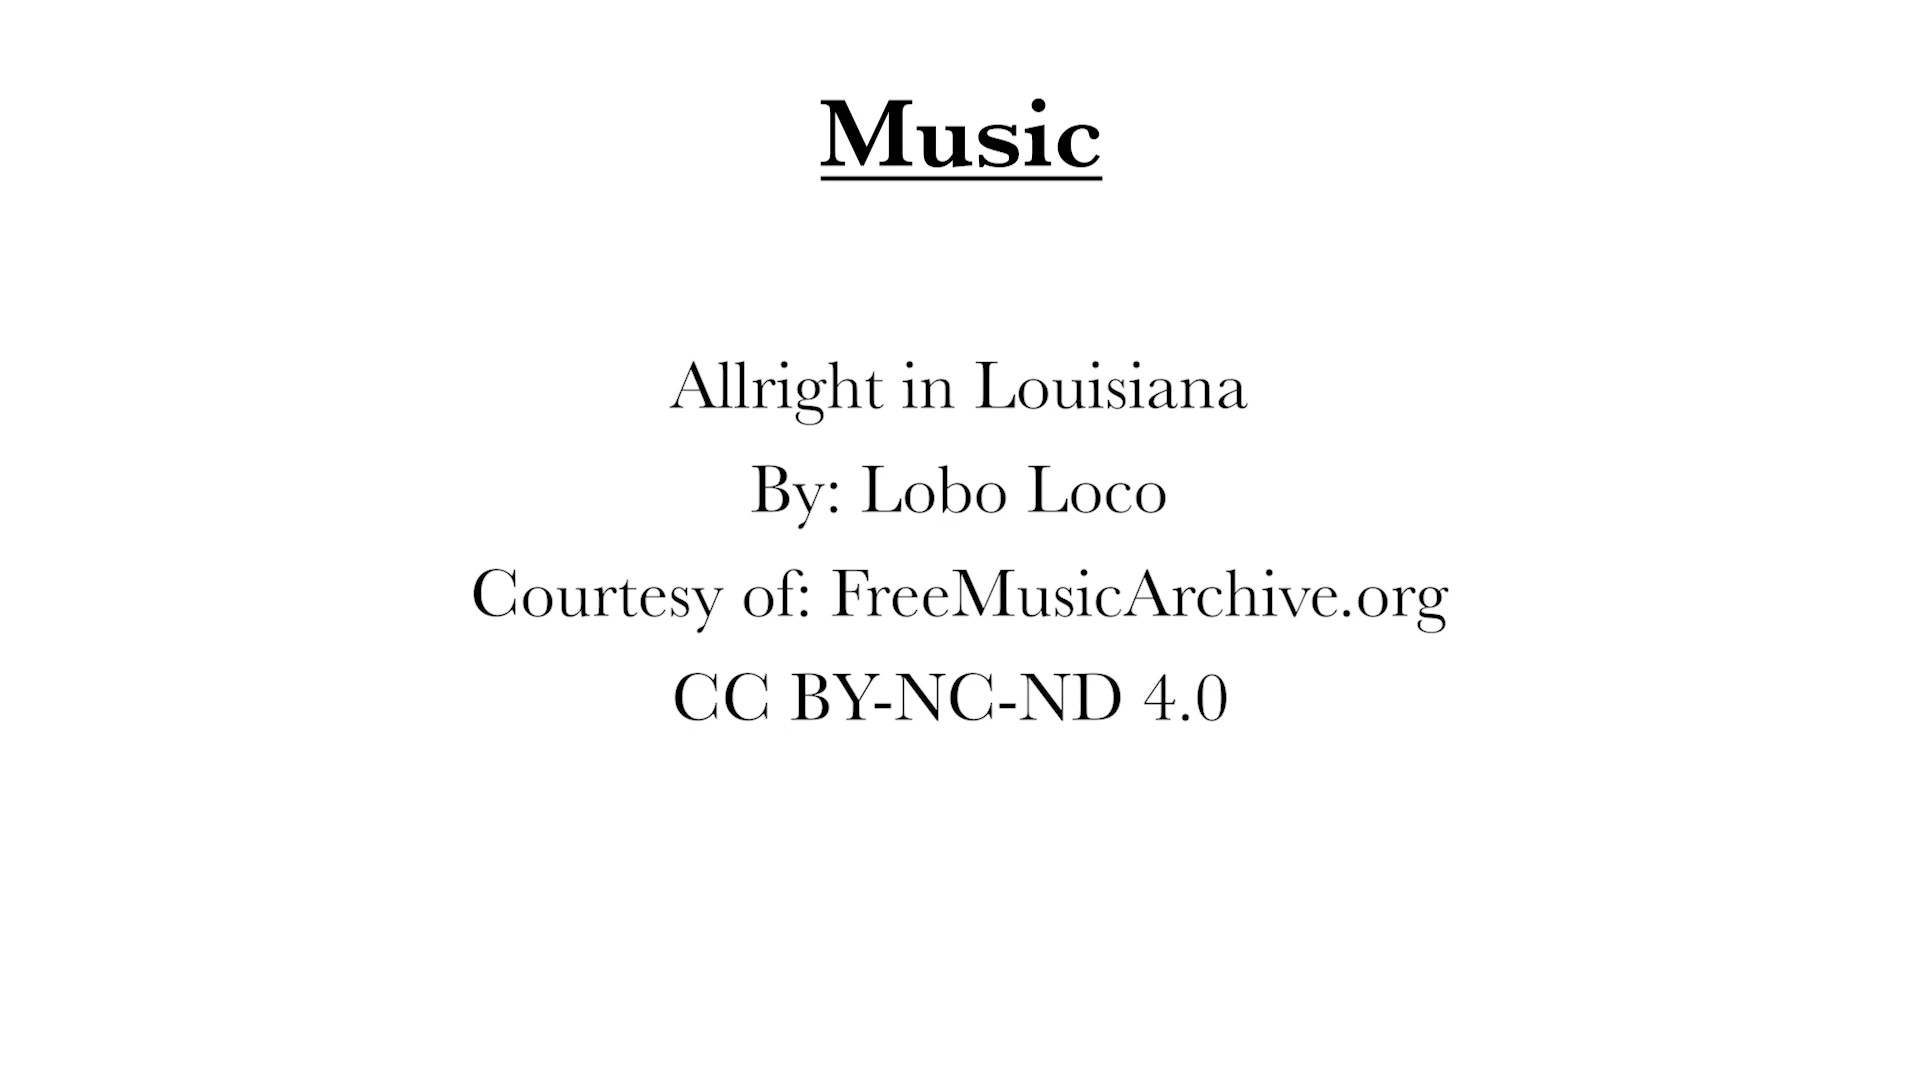 Music
Allright in Louisiana
By: Lobo Loco
Courtesy of: FreeMusicArchive.org
CC BY-NC-ND 4.0